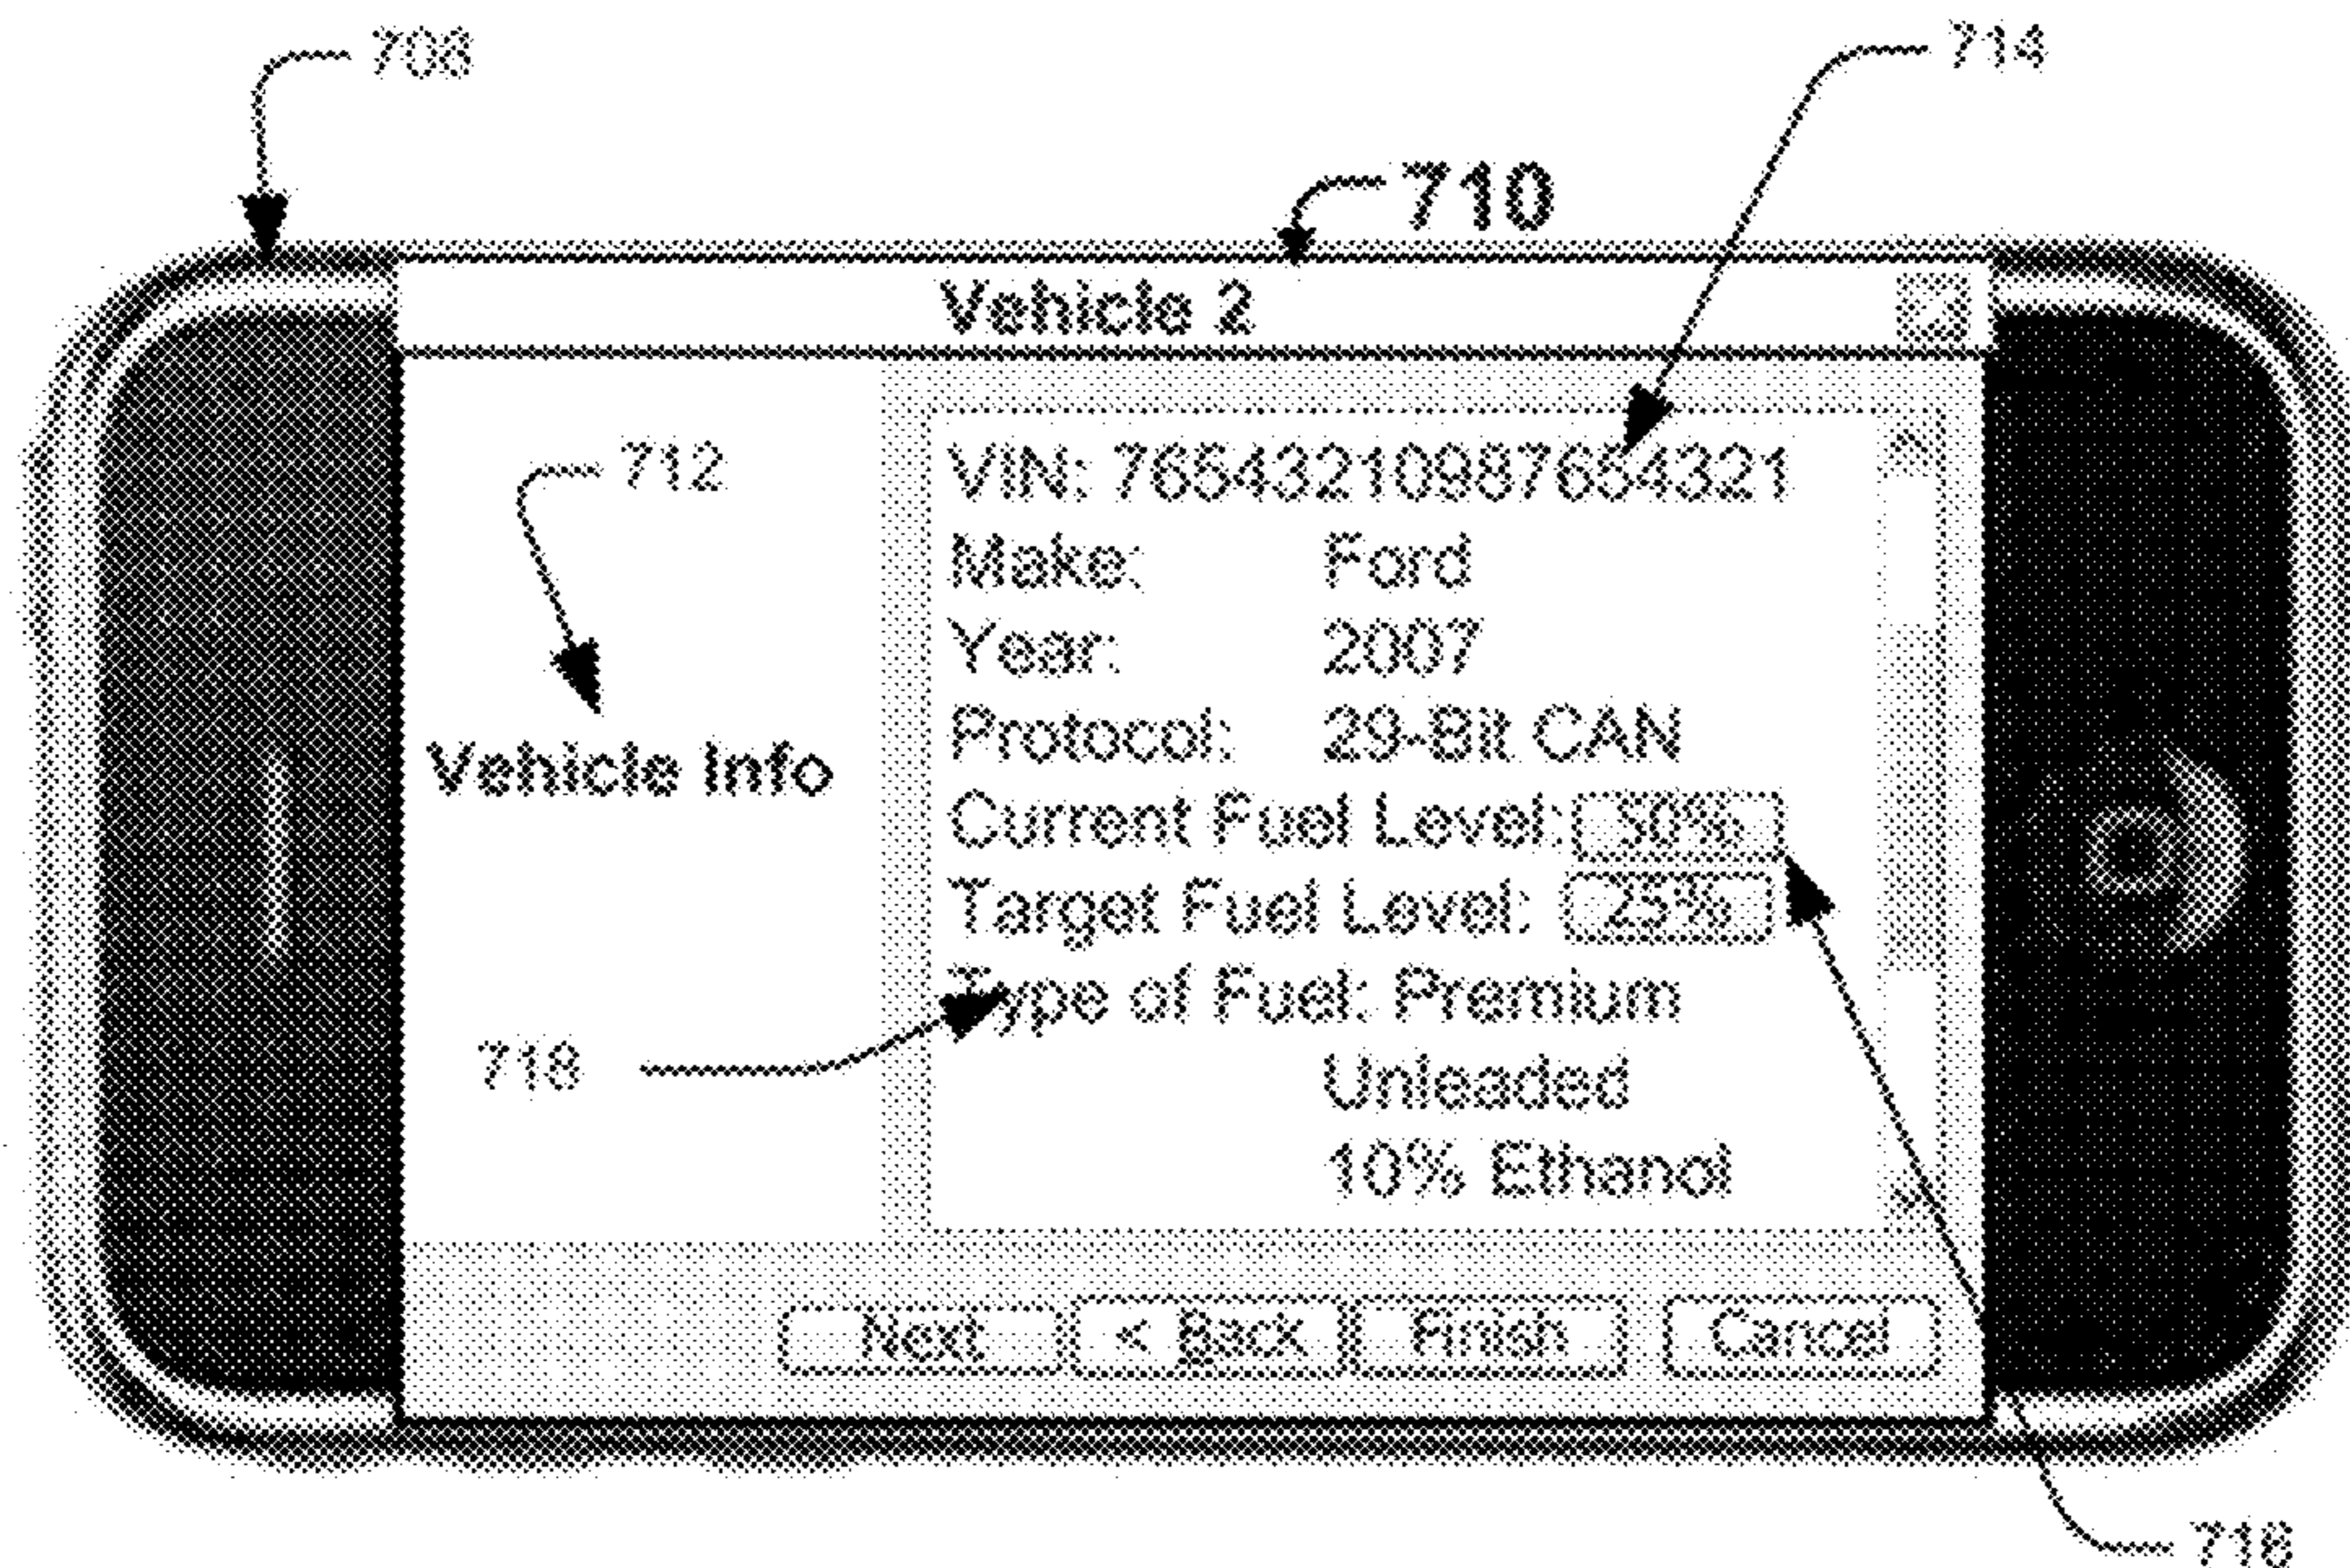 708
714
710
Vehicle 2
712
VIN: 76543210987654321
Make: Ford
Year: 2007
Protocol: 29-Bit CAN
Vehicle Info
Current Fuel Level: 50%
Target Fuel Level: 25%
Type of Fuel: Premium
Unleaded
10% Ethanol
718
Next < Back Finish Cancel
716